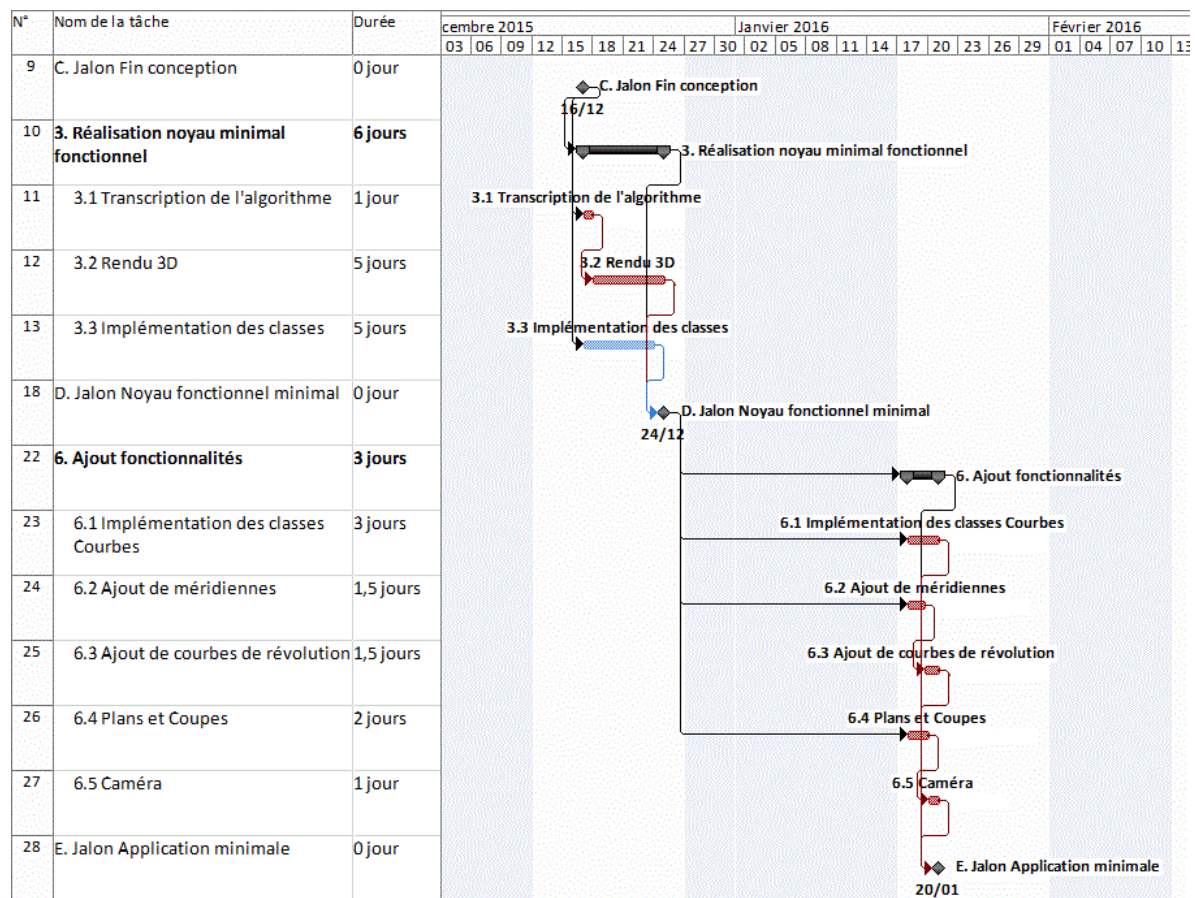 N° Nom de la tâche Durée
cembre 2015 Janvier 2016 Février 2016
03 06 09 12 15 18 21 24 27 30 02 05 08 11 14 17 20 23 26 29 01 04 07 10 13
9 C. Jalon Fin conception 0 jour
C. Jalon Fin conception
16/12
10 3. Réalisation noyau minimal fonctionnel 6 jours
3. Réalisation noyau minimal fonctionnel
11 3.1 Transcription de l'algorithme 1 jour
3.1 Transcription de l'algorithme
12 3.2 Rendu 3D 5 jours
3.2 Rendu 3D
13 3.3 Implémentation des classes 5 jours
3.3 Implémentation des classes
18 D. Jalon Noyau fonctionnel minimal 0 jour
D. Jalon Noyau fonctionnel minimal
24/12
22 6. Ajout fonctionnalités 3 jours
6. Ajout fonctionnalités
23 6.1 Implémentation des classes Courbes 3 jours
6.1 Implémentation des classes Courbes
24 6.2 Ajout de méridiennes 1,5 jours
6.2 Ajout de méridiennes
25 6.3 Ajout de courbes de révolution 1,5 jours
6.3 Ajout de courbes de révolution
26 6.4 Plans et Coupes 2 jours
6.4 Plans et Coupes
27 6.5 Caméra 1 jour
6.5 Caméra
28 E. Jalon Application minimale 0 jour
E. Jalon Application minimale
20/01